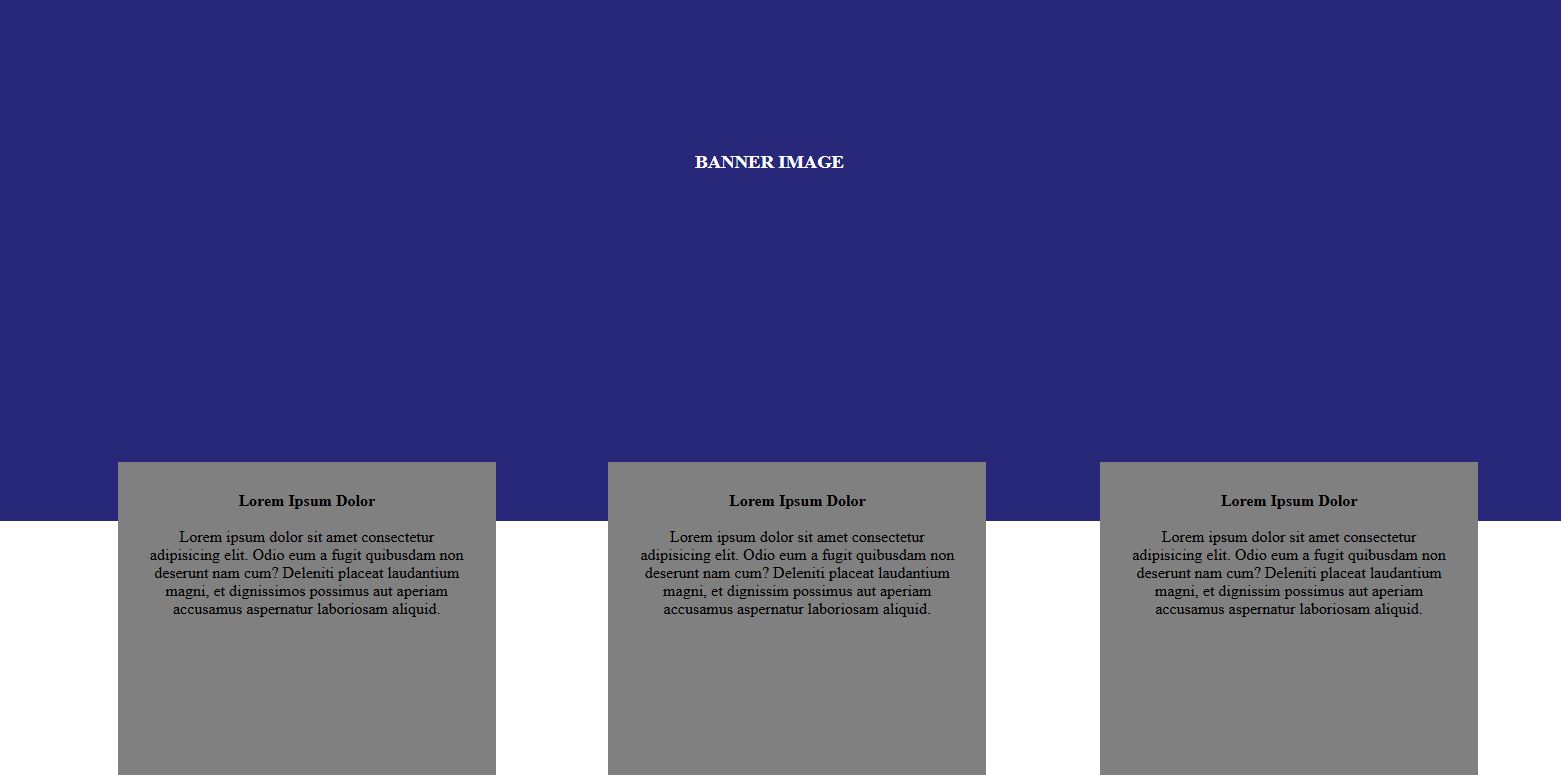 BANNER IMAGE
Lorem Ipsum Dolor
Lorem ipsum dolor sit amet consectetur
adipisicing elit. Odio eum a fugit quibusdam non
deserunt nam cum? Deleniti placeat laudantium
magni, et dignissimos possimus aut aperiam
accusamus aspernatur laboriosam aliquid.
Lorem Ipsum Dolor
Lorem ipsum dolor sit amet consectetur
adipisicing elit. Odio eum a fugit quibusdam non
deserunt nam cum? Deleniti placeat laudantium
magni, et dignissim possimus aut aperiam
accusamus aspernatur laboriosam aliquid.
Lorem Ipsum Dolor
Lorem ipsum dolor sit amet consectetur
adipisicing elit. Odio eum a fugit quibusdam non
deserunt nam cum? Deleniti placeat laudantium
magni, et dignissim possimus aut aperiam
accusamus aspernatur laboriosam aliquid.